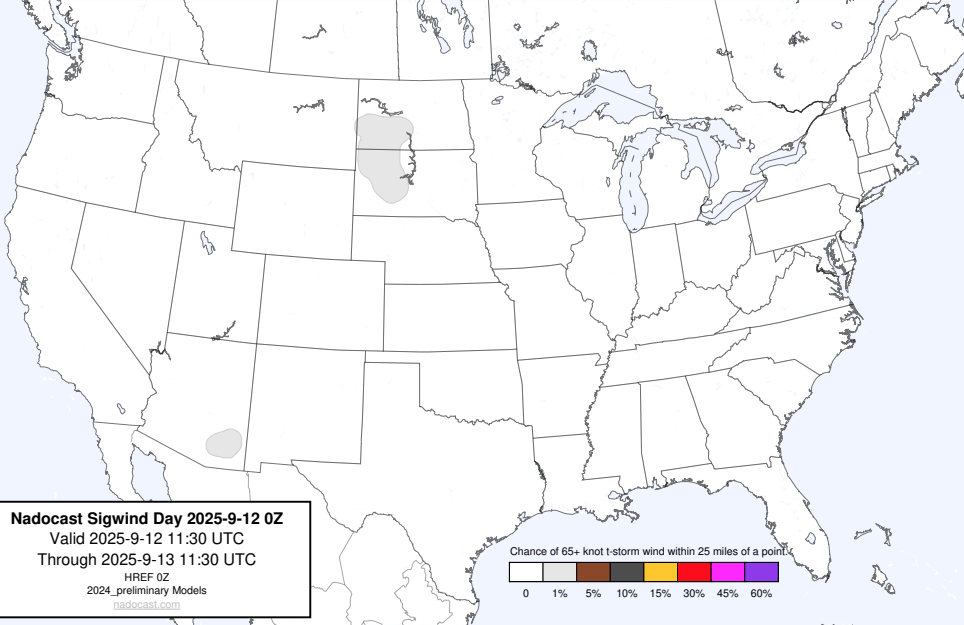 Nadocast Sigwind Day 2025-9-12 0Z
Valid 2025-9-12 11:30 UTC
Through 2025-9-13 11:30 UTC
HREF 0Z
2024_preliminary Models
nadocast.com
Chance of 65+ knot t-storm wind within 25 miles of a point.
0 1% 5% 10% 15% 30% 45% 60%